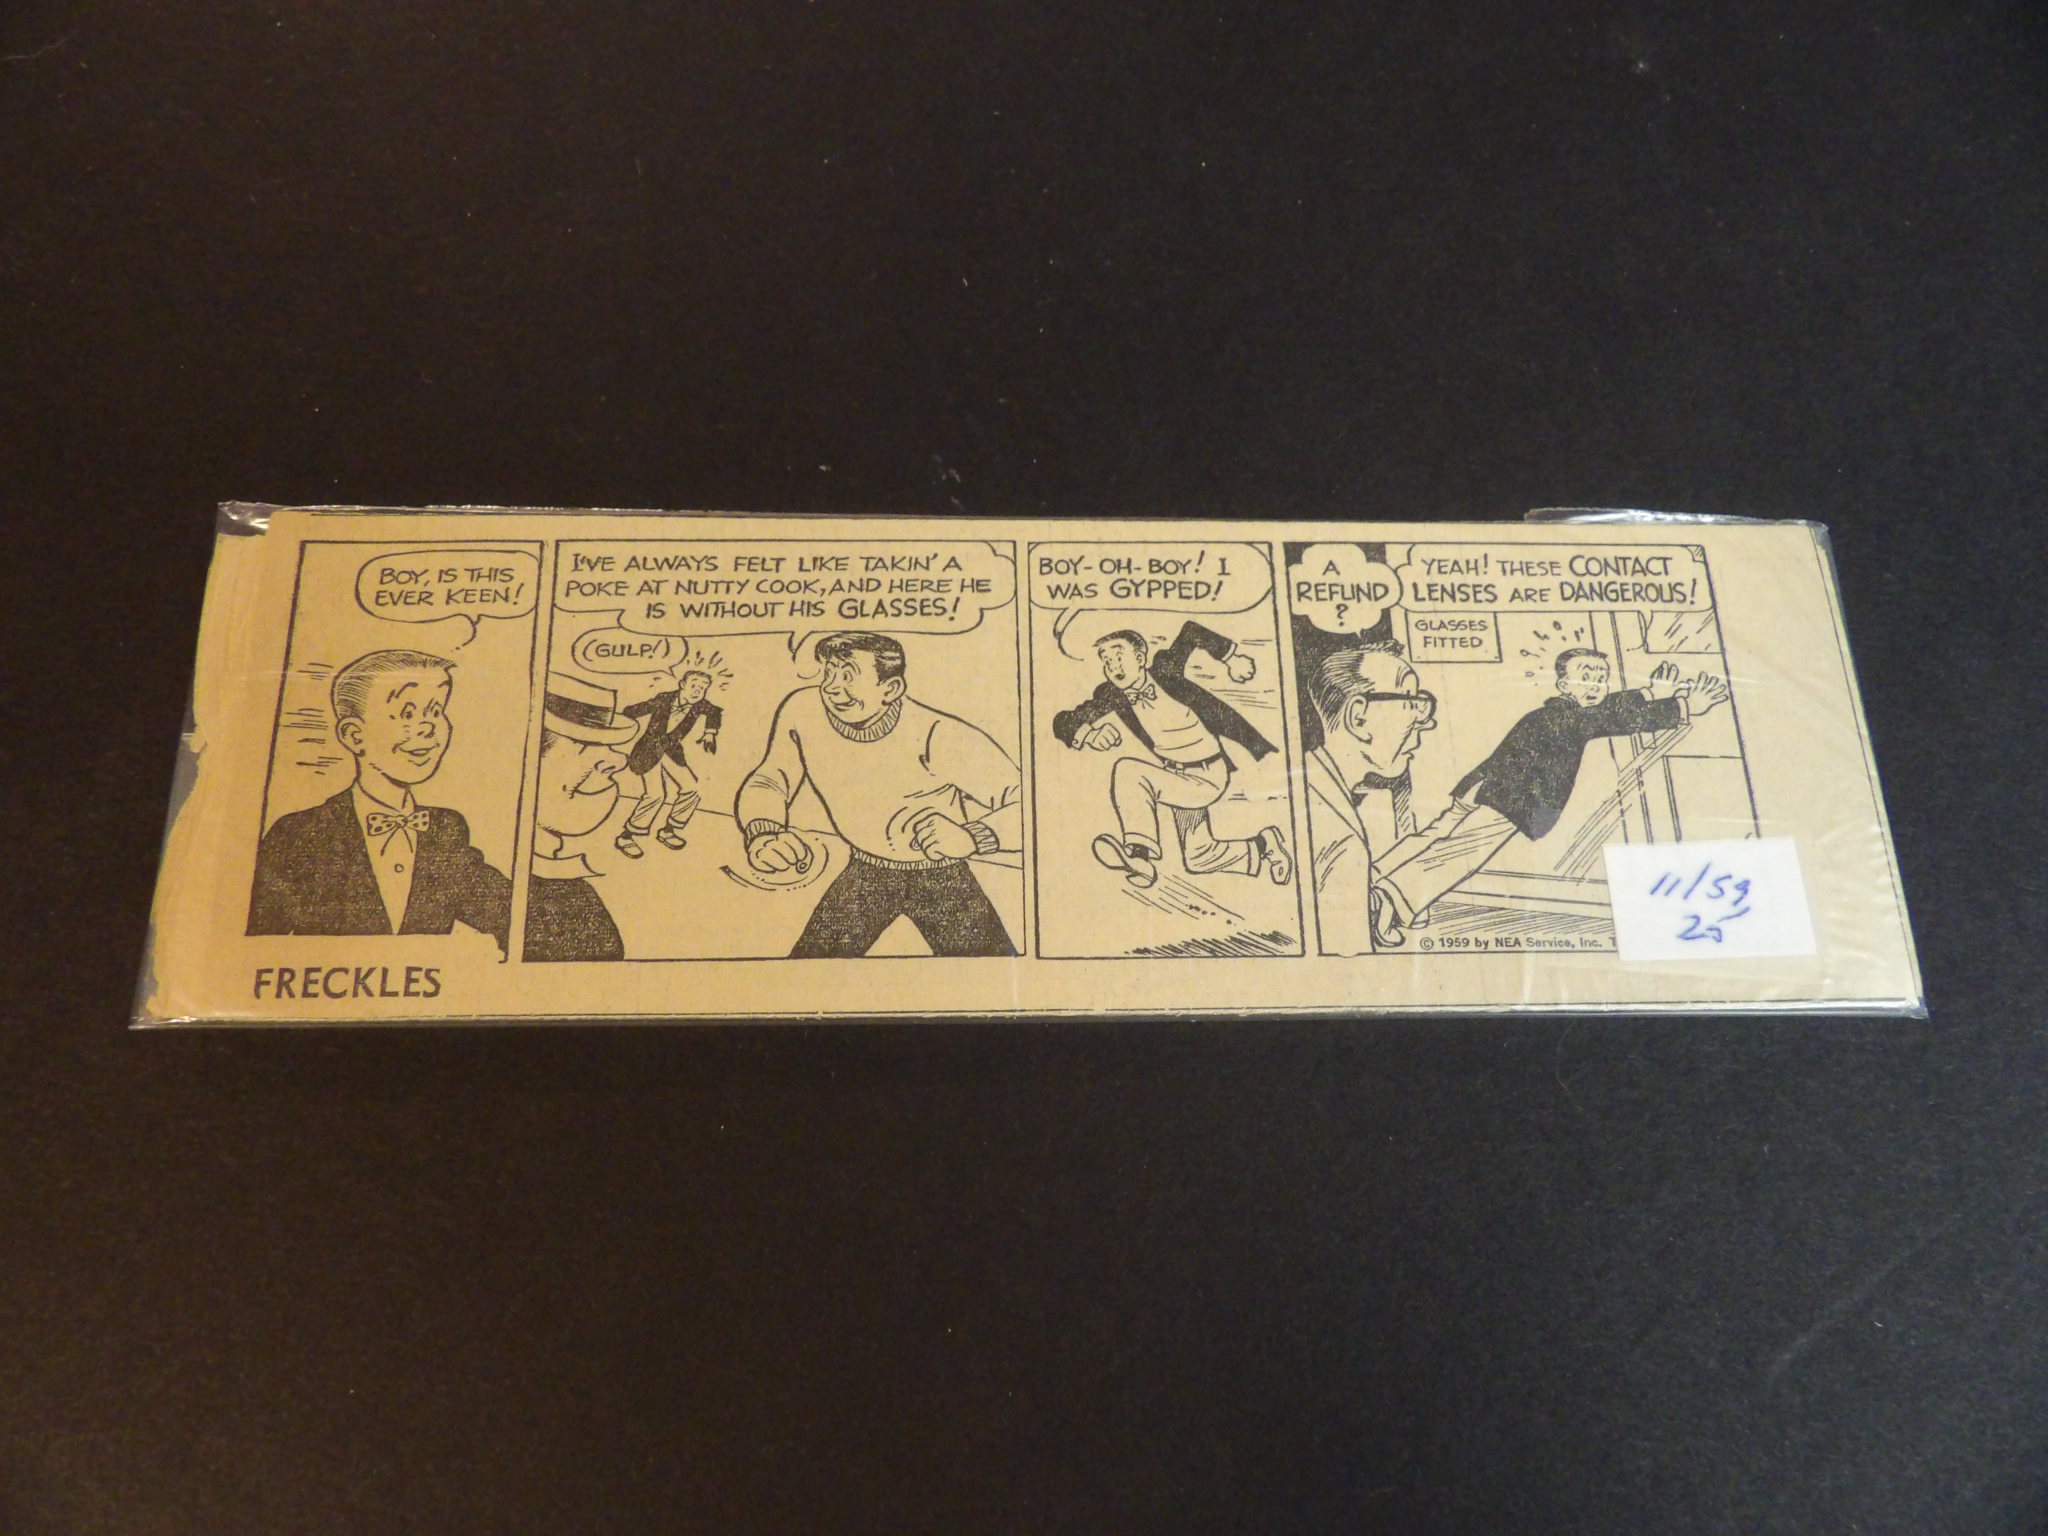 BOY, IS THIS
EVER KEEN!
I'VE ALWAYS FELT LIKE TAKIN' A
POKE AT NUTTY COOK, AND HERE HE
IS WITHOUT HIS GLASSES!
(GULP!)
BOY-OH-BOY! I
WAS GYPPED!
A
REFUND
?
YEAH! THESE CONTACT
LENSES ARE DANGEROUS!
GLASSES
FITTED
© 1959 by NEA Service, Inc. T
11/59
25
FRECKLES